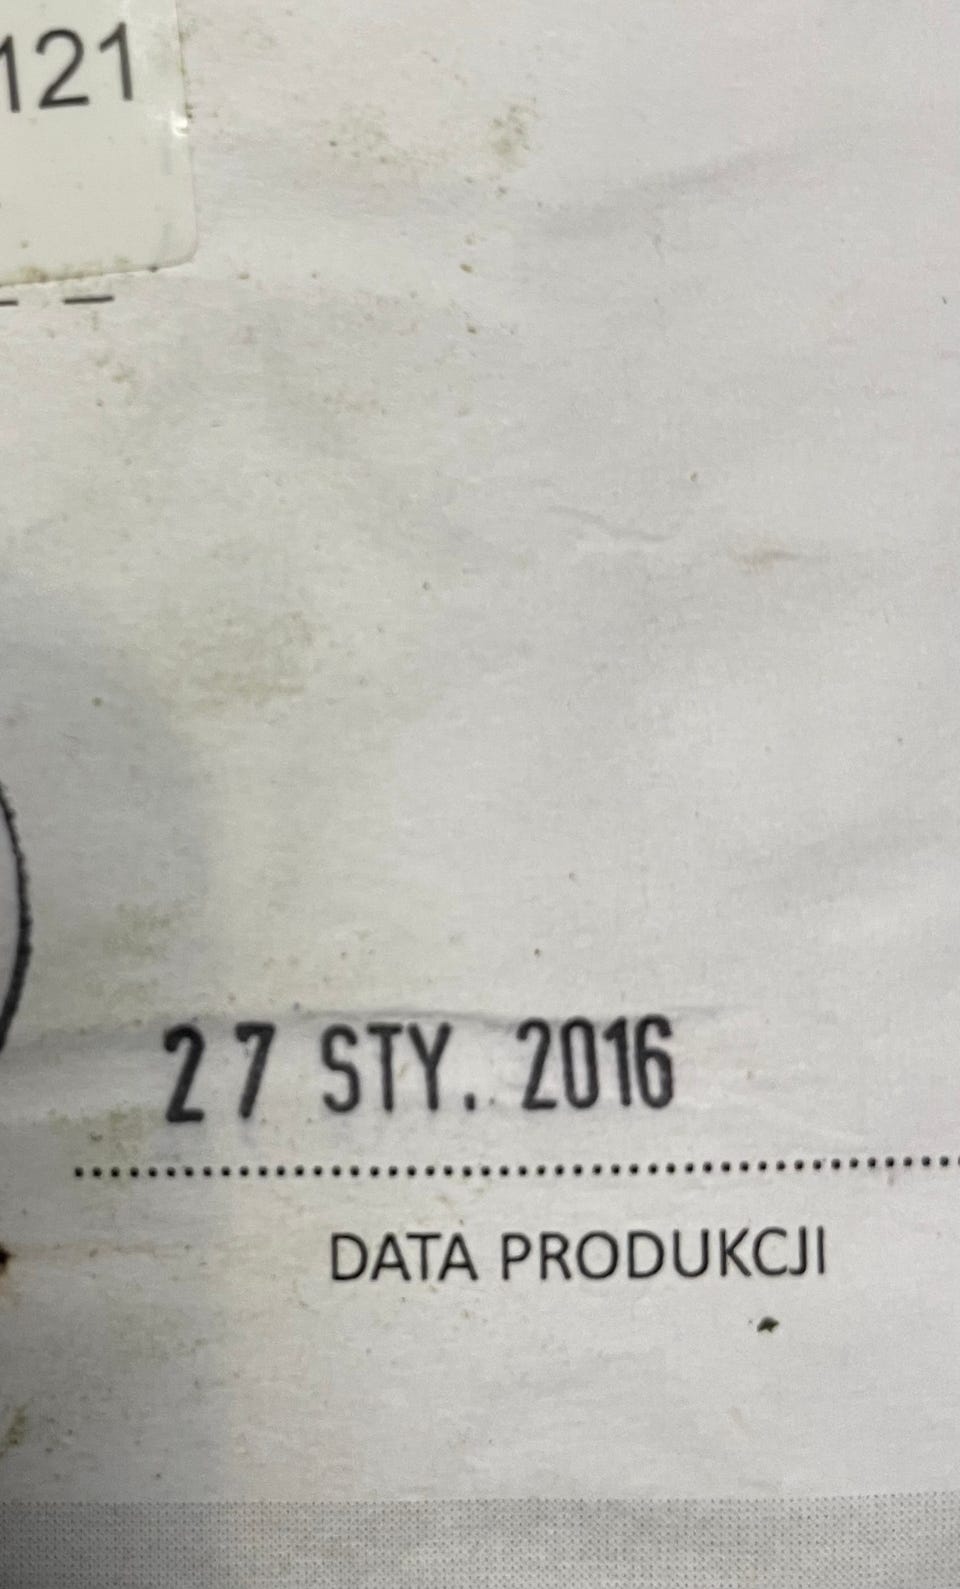 121
27 STY. 2016
DATA PRODUKCJI